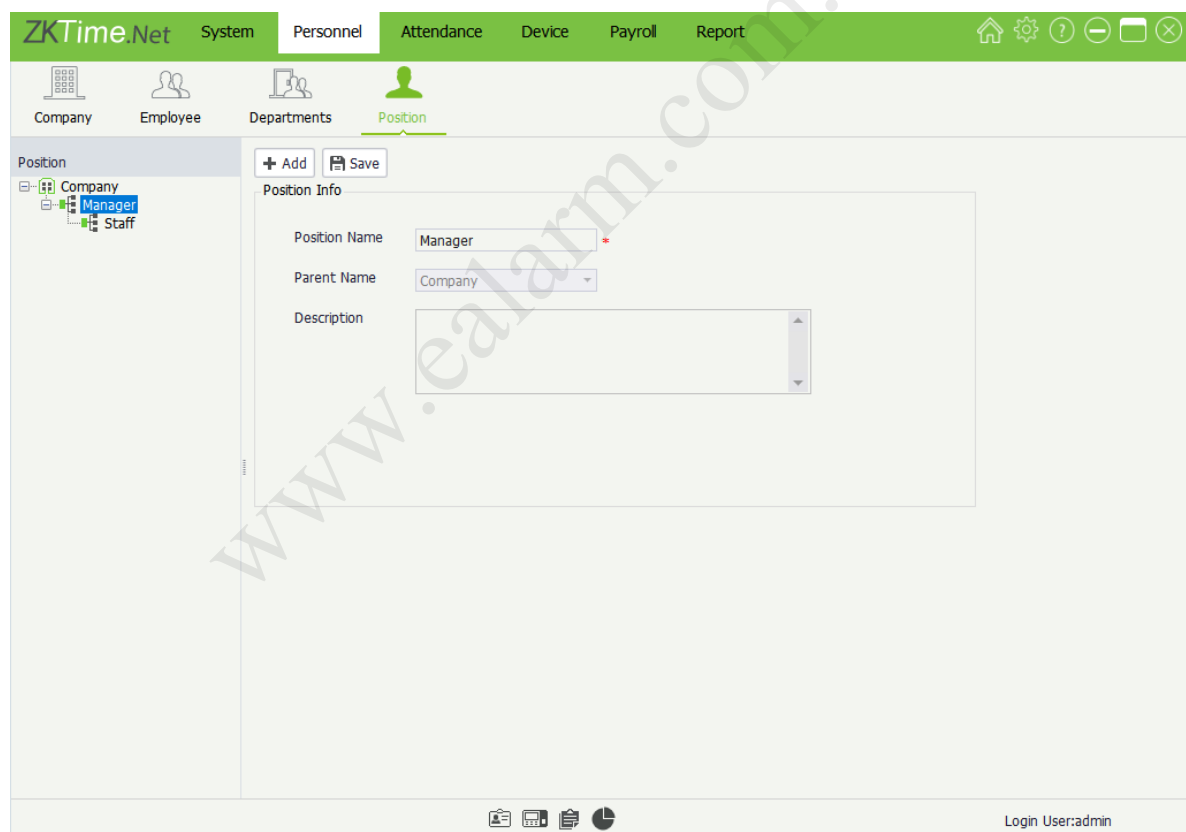 ZKTime.Net System Personnel Attendance Device Payroll Report
Company Employee Departments Position
Position
+ Add Save
Company
Manager
Staff
Position Info
Position Name Manager *
Parent Name Company
Description
www.ealarm.com
Login User:admin